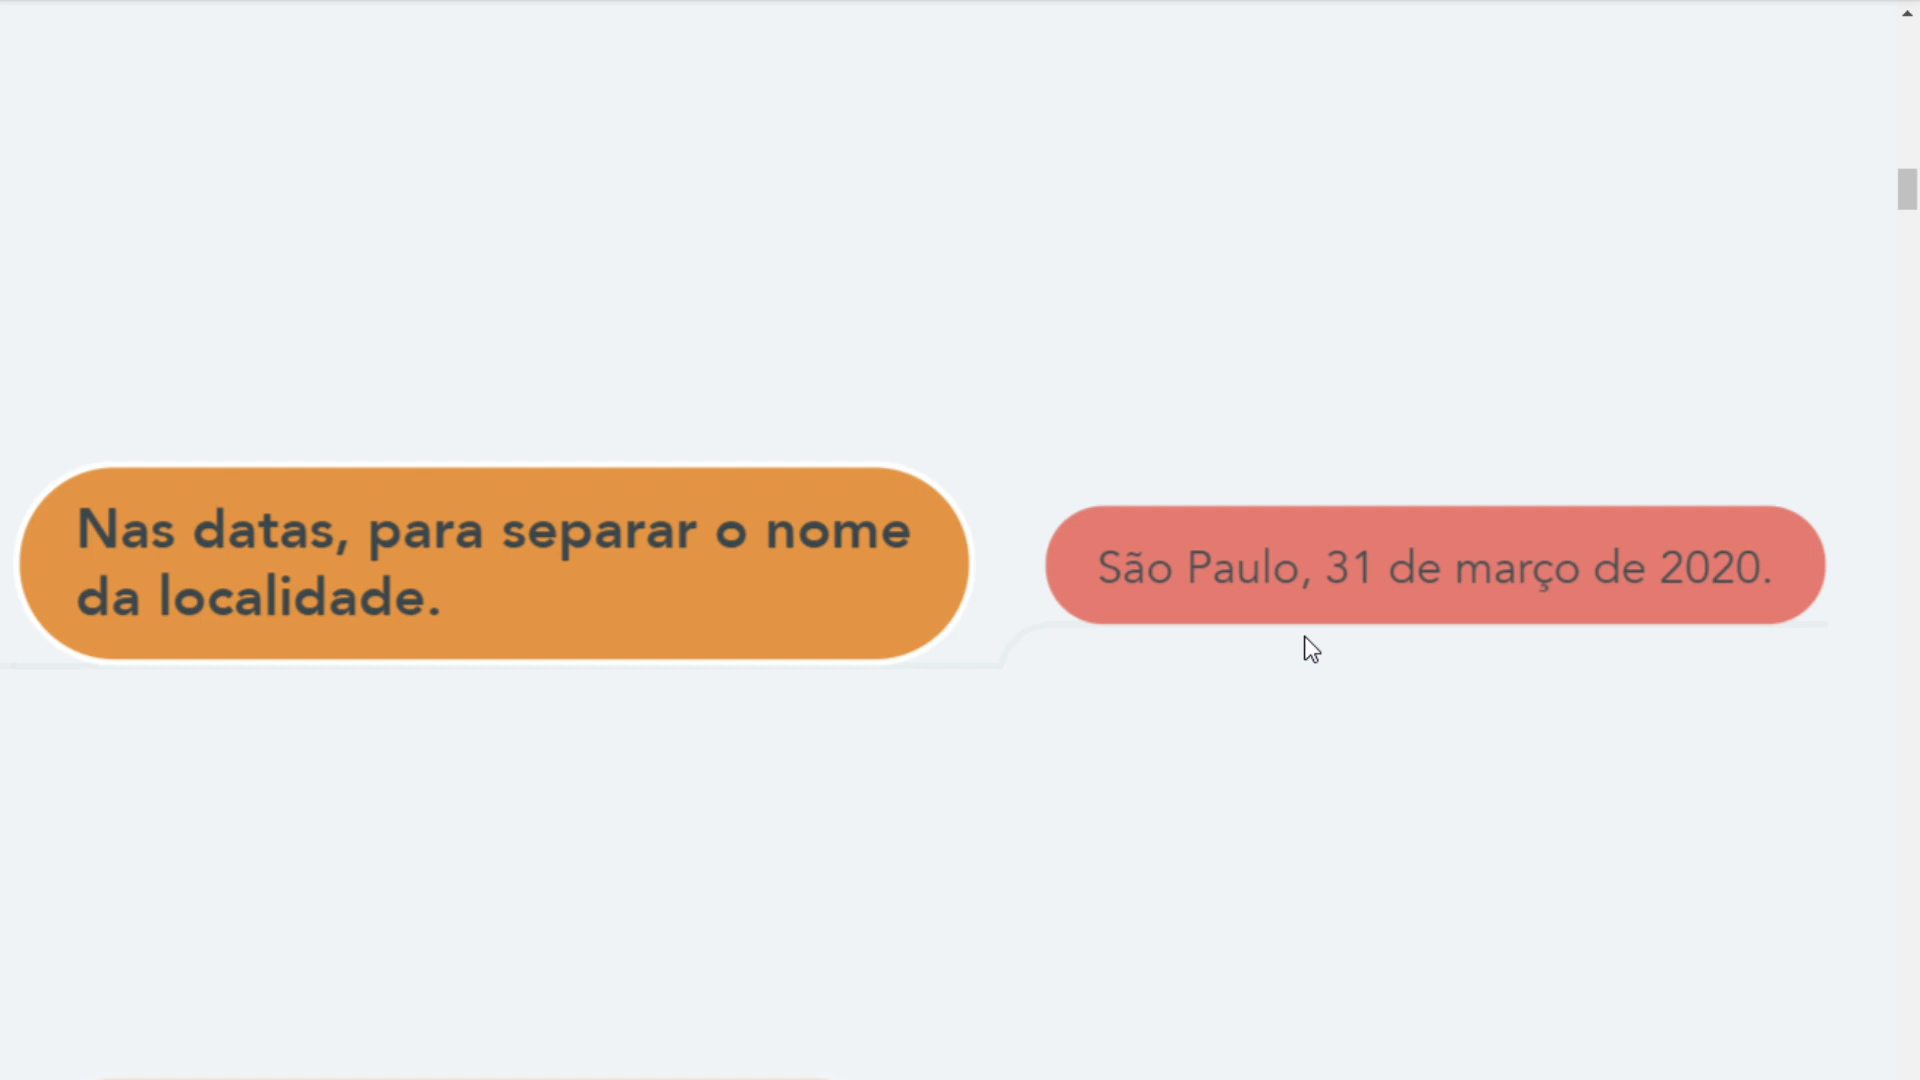 Nas datas, para separar o nome
da localidade.
São Paulo, 31 de março de 2020.